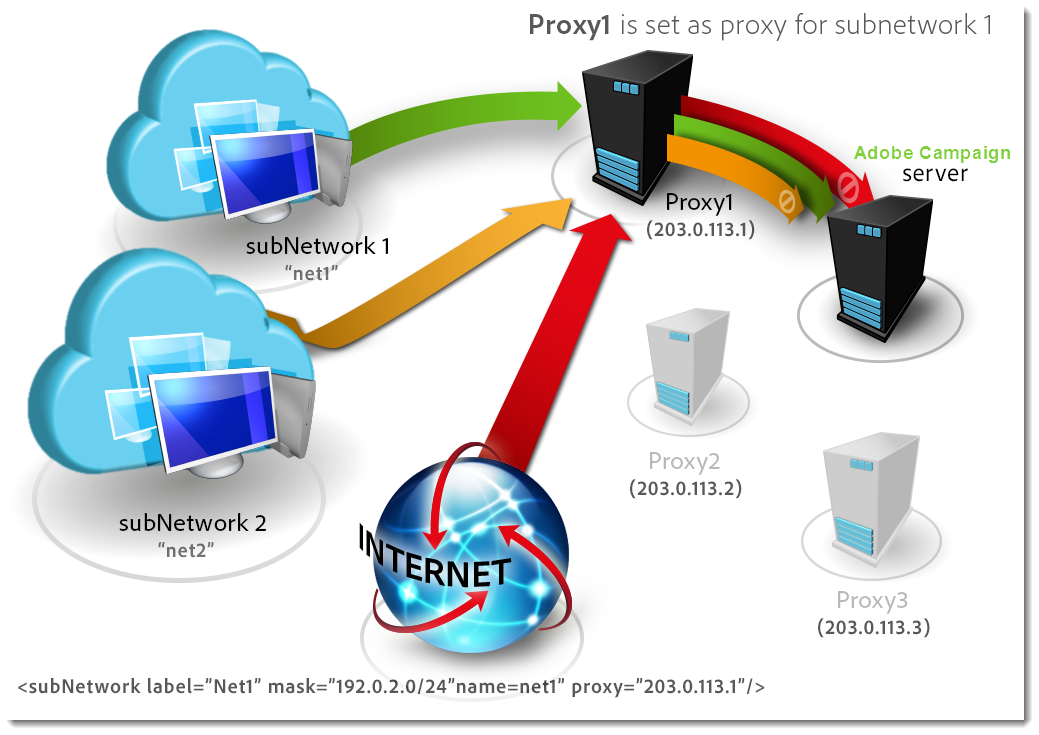 Proxy1 is set as proxy for subnetwork 1
Adobe Campaign
server
Proxy1
(203.0.113.1)
subNetwork 1
“net1”
Proxy2
(203.0.113.2)
subNetwork 2
“net2”
INTERNET
Proxy3
(203.0.113.3)
<subNetwork label=”Net1” mask=”192.0.2.0/24”name=net1” proxy=”203.0.113.1”/>